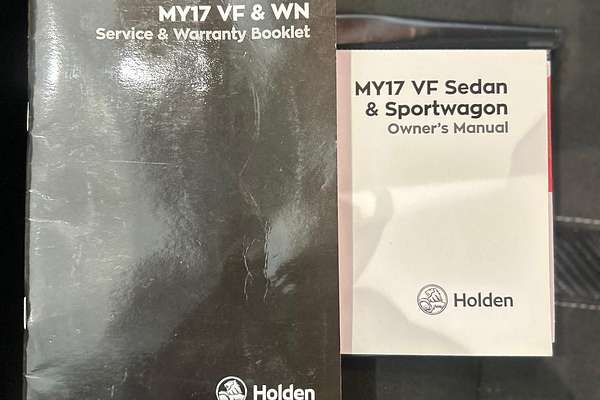 MY17 VF & WN
Service & Warranty Booklet
Holden
MY17 VF Sedan
& Sportwagon
Owner's Manual
Holden